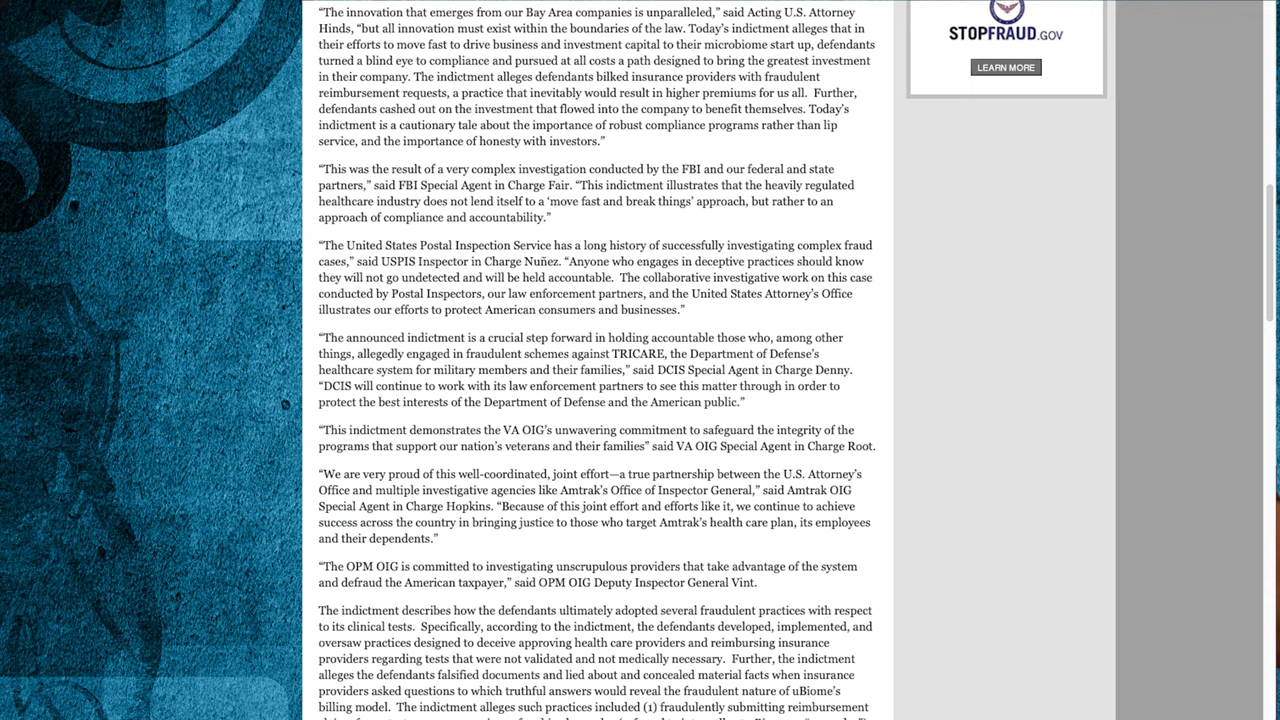 “The innovation that emerges from our Bay Area companies is unparalleled,” said Acting U.S. Attorney
Hinds, “but all innovation must exist within the boundaries of the law. Today’s indictment alleges that in
their efforts to move fast to drive business and investment capital to their microbiome start up, defendants
turned a blind eye to compliance and pursued at all costs a path designed to bring the greatest investment
in their company. The indictment alleges defendants bilked insurance providers with fraudulent
reimbursement requests, a practice that inevitably would result in higher premiums for us all.  Further,
defendants cashed out on the investment that flowed into the company to benefit themselves. Today’s
indictment is a cautionary tale about the importance of robust compliance programs rather than lip
service, and the importance of honesty with investors.”
“This was the result of a very complex investigation conducted by the FBI and our federal and state
partners,” said FBI Special Agent in Charge Fair. “This indictment illustrates that the heavily regulated
healthcare industry does not lend itself to a ‘move fast and break things’ approach, but rather to an
approach of compliance and accountability.”
“The United States Postal Inspection Service has a long history of successfully investigating complex fraud
cases,” said USPIS Inspector in Charge Nuñez. “Anyone who engages in deceptive practices should know
they will not go undetected and will be held accountable.  The collaborative investigative work on this case
conducted by Postal Inspectors, our law enforcement partners, and the United States Attorney’s Office
illustrates our efforts to protect American consumers and businesses.”
“The announced indictment is a crucial step forward in holding accountable those who, among other
things, allegedly engaged in fraudulent schemes against TRICARE, the Department of Defense’s
healthcare system for military members and their families,” said DCIS Special Agent in Charge Denny.
“DCIS will continue to work with its law enforcement partners to see this matter through in order to
protect the best interests of the Department of Defense and the American public.”
“This indictment demonstrates the VA OIG’s unwavering commitment to safeguard the integrity of the
programs that support our nation’s veterans and their families” said VA OIG Special Agent in Charge Root.
“We are very proud of this well-coordinated, joint effort—a true partnership between the U.S. Attorney’s
Office and multiple investigative agencies like Amtrak’s Office of Inspector General,” said Amtrak OIG
Special Agent in Charge Hopkins. “Because of this joint effort and efforts like it, we continue to achieve
success across the country in bringing justice to those who target Amtrak’s health care plan, its employees
and their dependents.”
“The OPM OIG is committed to investigating unscrupulous providers that take advantage of the system
and defraud the American taxpayer,” said OPM OIG Deputy Inspector General Vint.
The indictment describes how the defendants ultimately adopted several fraudulent practices with respect
to its clinical tests.  Specifically, according to the indictment, the defendants developed, implemented, and
oversaw practices designed to deceive approving health care providers and reimbursing insurance
providers regarding tests that were not validated and not medically necessary.  Further, the indictment
alleges the defendants falsified documents and lied about and concealed material facts when insurance
providers asked questions to which truthful answers would reveal the fraudulent nature of uBiome’s
billing model.  The indictment alleges such practices included (1) fraudulently submitting reimbursement
STOPFRAUD.GOV
LEARN MORE